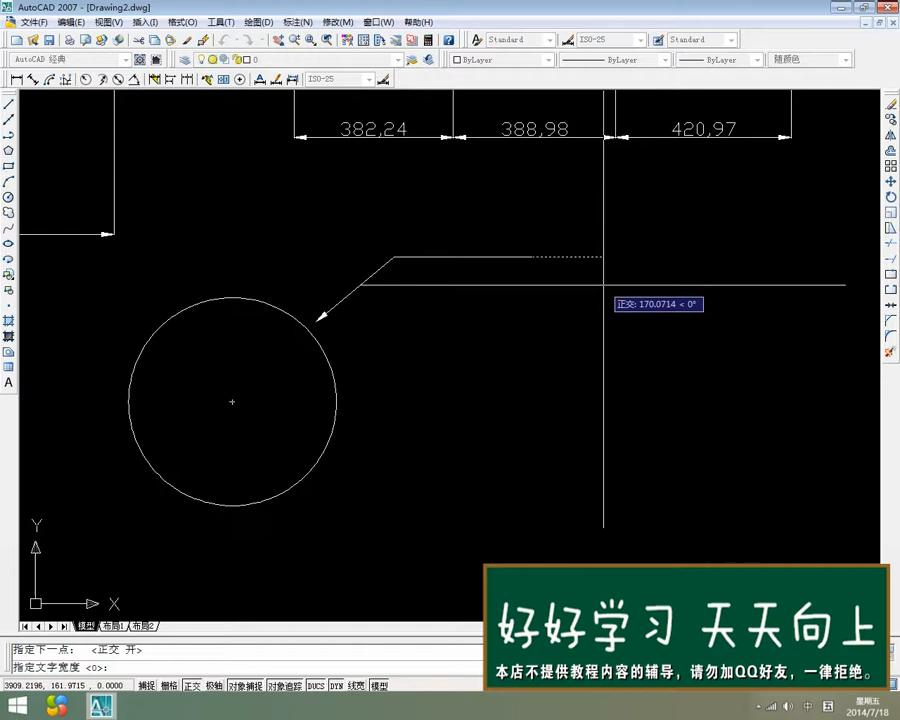 AutoCAD 2007 - [Drawing2.dwg]
文件(F) 编辑(E) 视图(V) 插入(I) 格式(O) 工具(T) 绘图(D) 标注(N) 修改(M) 窗口(W) 帮助(H)
Standard ISO-25 Standard
AutoCAD 经典 0 ByLayer ByLayer ByLayer 随颜色
ISO-25
382,24 388,98 420,97
正交: 170.0714 < 0°
Y
X
模型 布局1 布局2
好好学习 天天向上
本店不提供教程内容的辅导，请勿加QQ好友，一律拒绝。
指定下一点: <正交 开>
指定文字宽度 <0>:
3909.2196, 161.9715, 0.0000 捕捉 栅格 正交 极轴 对象捕捉 对象追踪 DUCS DYN 线宽 模型
中 五 星期五
2014/7/18